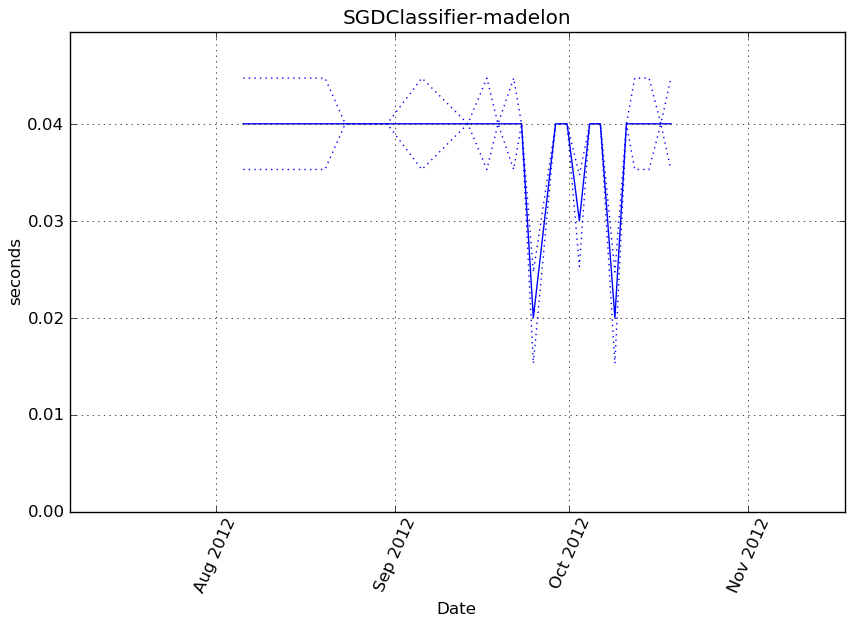 SGDClassifier-madelon
seconds
0.04
0.03
0.02
0.01
0.00
Aug 2012
Sep 2012
Oct 2012
Nov 2012
Date